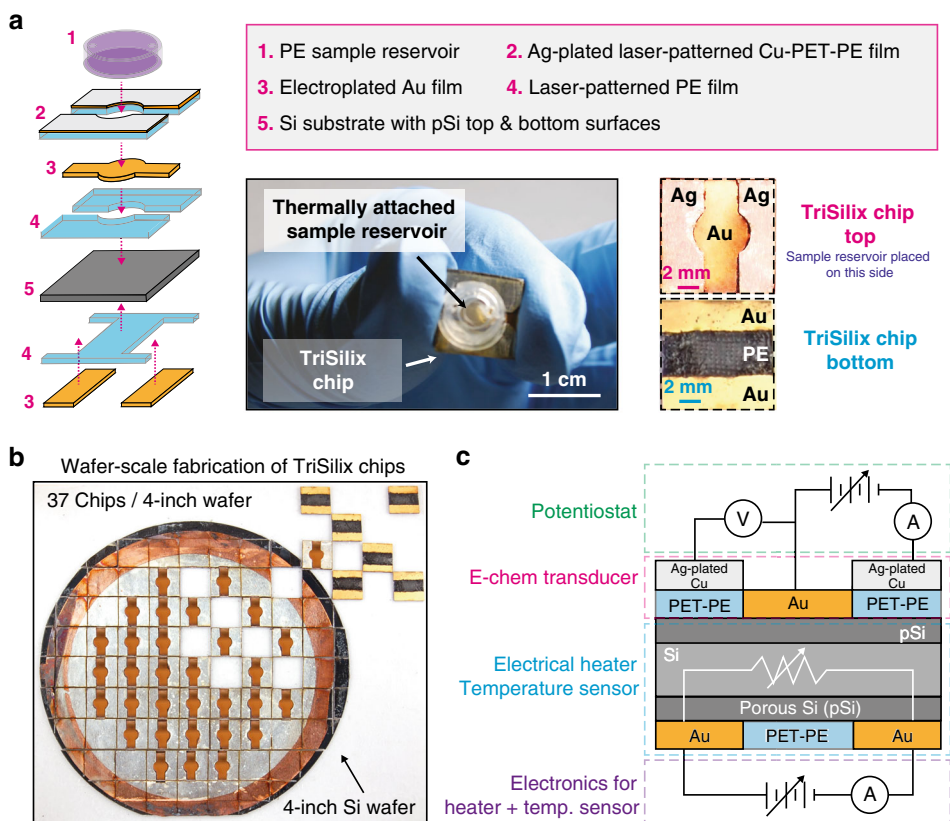 a
1
2
3
4
5
4
3
1. PE sample reservoir
2. Ag-plated laser-patterned Cu-PET-PE film
3. Electroplated Au film
4. Laser-patterned PE film
5. Si substrate with pSi top & bottom surfaces
Thermally attached
sample reservoir
TriSilix
chip
1 cm
Ag
Ag
Au
2 mm
TriSilix chip
top
Sample reservoir placed
on this side
Au
PE
2 mm
Au
TriSilix chip
bottom
b
Wafer-scale fabrication of TriSilix chips
37 Chips / 4-inch wafer
4-inch Si wafer
c
Potentiostat
V
A
E-chem transducer
Ag-plated
Cu
Ag-plated
Cu
PET-PE
Au
PET-PE
pSi
Si
Electrical heater
Temperature sensor
Porous Si (pSi)
Au
PET-PE
Au
Electronics for
heater + temp. sensor
A